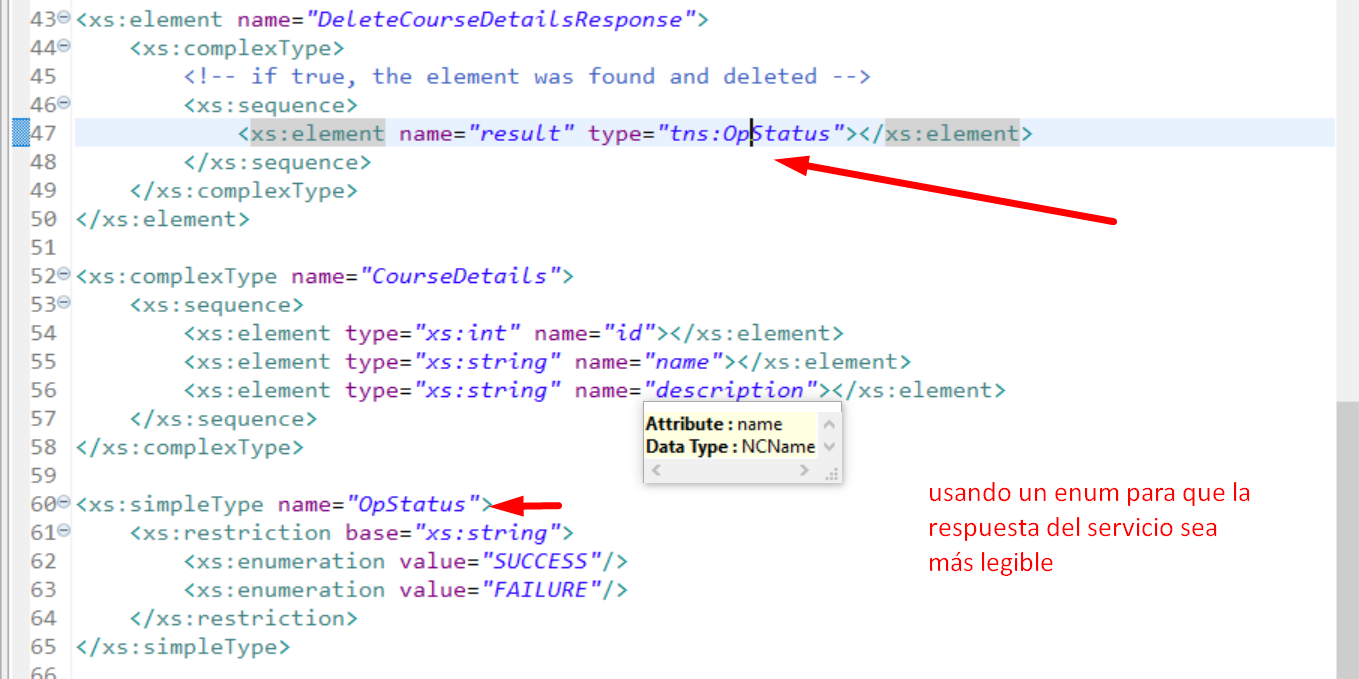 43 <xs:element name="DeleteCourseDetailsResponse">
44 <xs:complexType>
45 <!-- if true, the element was found and deleted -->
46 <xs:sequence>
47 <xs:element name="result" type="tns:OpStatus"></xs:element>
48 </xs:sequence>
49 </xs:complexType>
50 </xs:element>
51
52 <xs:complexType name="CourseDetails">
53 <xs:sequence>
54 <xs:element type="xs:int" name="id"></xs:element>
55 <xs:element type="xs:string" name="name"></xs:element>
56 <xs:element type="xs:string" name="description"></xs:element>
57 </xs:sequence>
58 </xs:complexType>
Attribute : name
Data Type : NCName
59
60 <xs:simpleType name="OpStatus">
61 <xs:restriction base="xs:string">
62 <xs:enumeration value="SUCCESS"/>
63 <xs:enumeration value="FAILURE"/>
64 </xs:restriction>
65 </xs:simpleType>
66
usando un enum para que la
respuesta del servicio sea
más legible